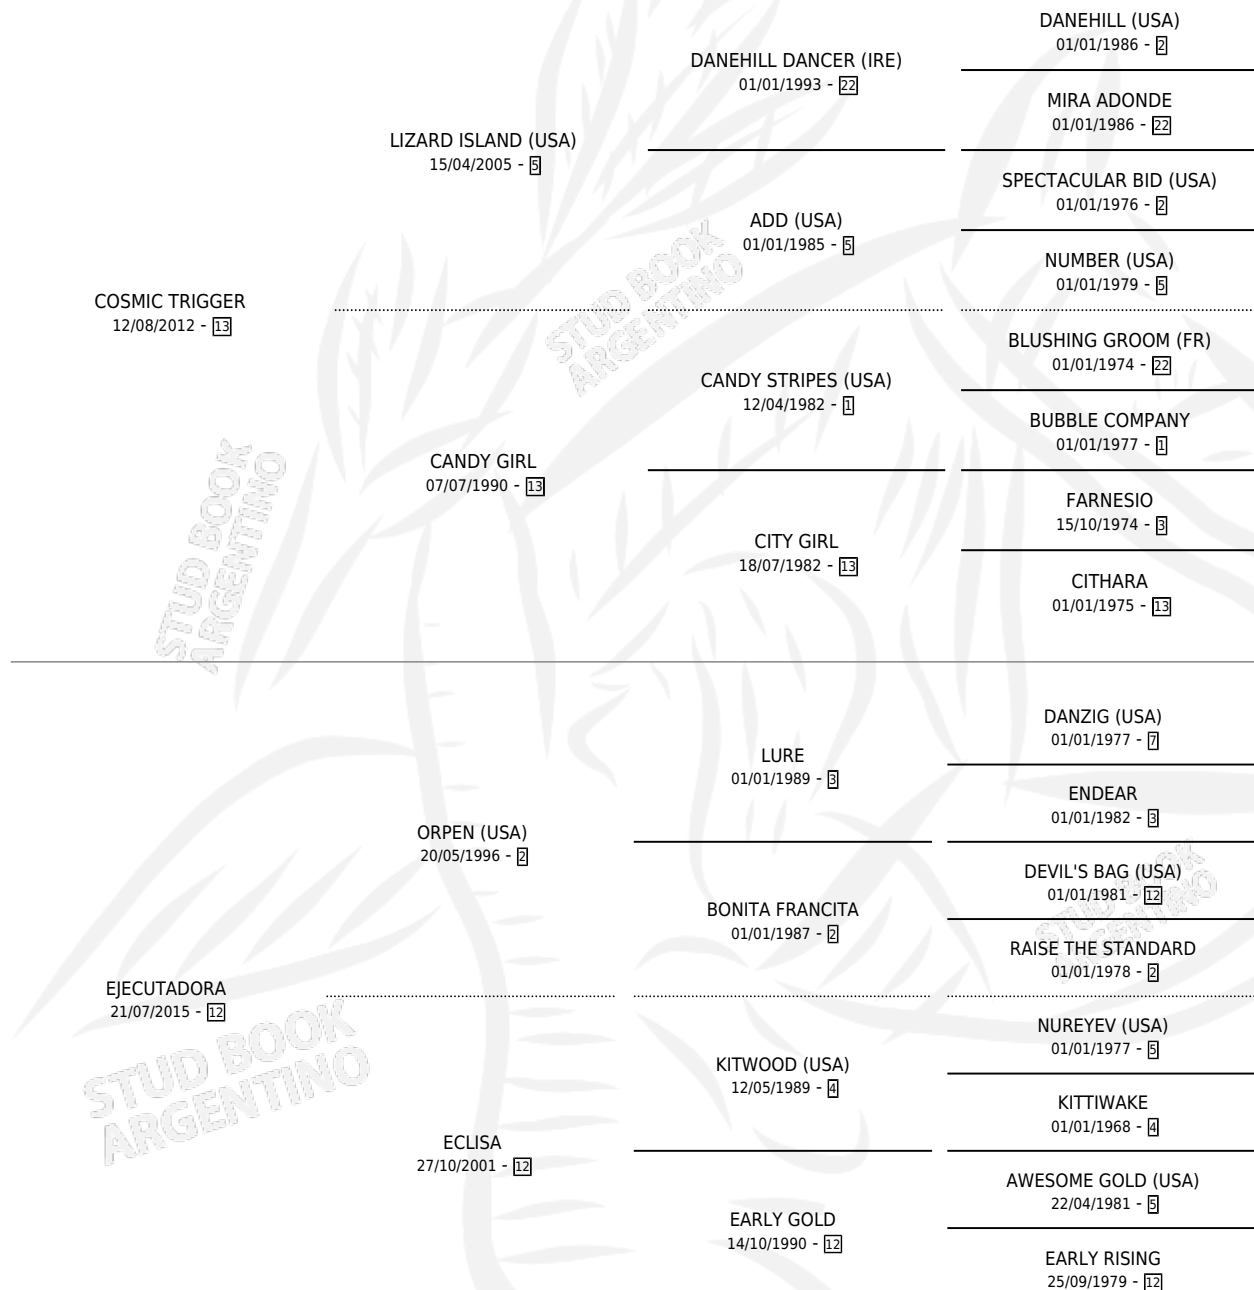 DANEHILL (USA)
01/01/1986 - 2
DANEHILL DANCER (IRE)
01/01/1993 - 22
MIRA ADONDE
01/01/1986 - 22
LIZARD ISLAND (USA)
15/04/2005 - 5
SPECTACULAR BID (USA)
01/01/1976 - 2
ADD (USA)
01/01/1985 - 5
NUMBER (USA)
01/01/1979 - 5
COSMIC TRIGGER
12/08/2012 - 13
BLUSHING GROOM (FR)
01/01/1974 - 22
CANDY STRIPES (USA)
12/04/1982 - 1
BUBBLE COMPANY
01/01/1977 - 1
CANDY GIRL
07/07/1990 - 13
FARNESIO
15/10/1974 - 3
CITY GIRL
18/07/1982 - 13
CITHARA
01/01/1975 - 13
DANZIG (USA)
01/01/1977 - 7
LURE
01/01/1989 - 3
ENDEAR
01/01/1982 - 3
ORPEN (USA)
20/05/1996 - 2
DEVIL'S BAG (USA)
01/01/1981 - 12
BONITA FRANCITA
01/01/1987 - 2
RAISE THE STANDARD
01/01/1978 - 2
EJECUTADORA
21/07/2015 - 12
NUREYEV (USA)
01/01/1977 - 5
KITWOOD (USA)
12/05/1989 - 4
KITTIWAKE
01/01/1968 - 4
ECLISA
27/10/2001 - 12
AWESOME GOLD (USA)
22/04/1981 - 5
EARLY GOLD
14/10/1990 - 12
EARLY RISING
25/09/1979 - 12
STUD BOOK
ARGENTINO
STUD BOOK
ARGENTINO
STUD BOOK
ARGENTINO
STUD BOOK
ARGENTINO